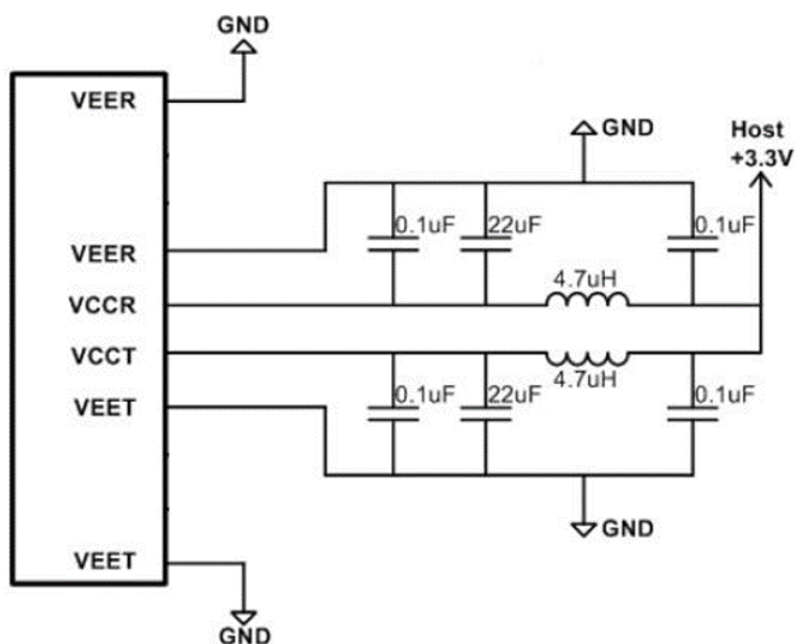 GND
VEER
GND
Host
+3.3V
0.1uF
22uF
0.1uF
VEER
4.7uH
VCCR
VCCT
4.7uH
0.1uF
22uF
0.1uF
VEET
GND
VEET
GND